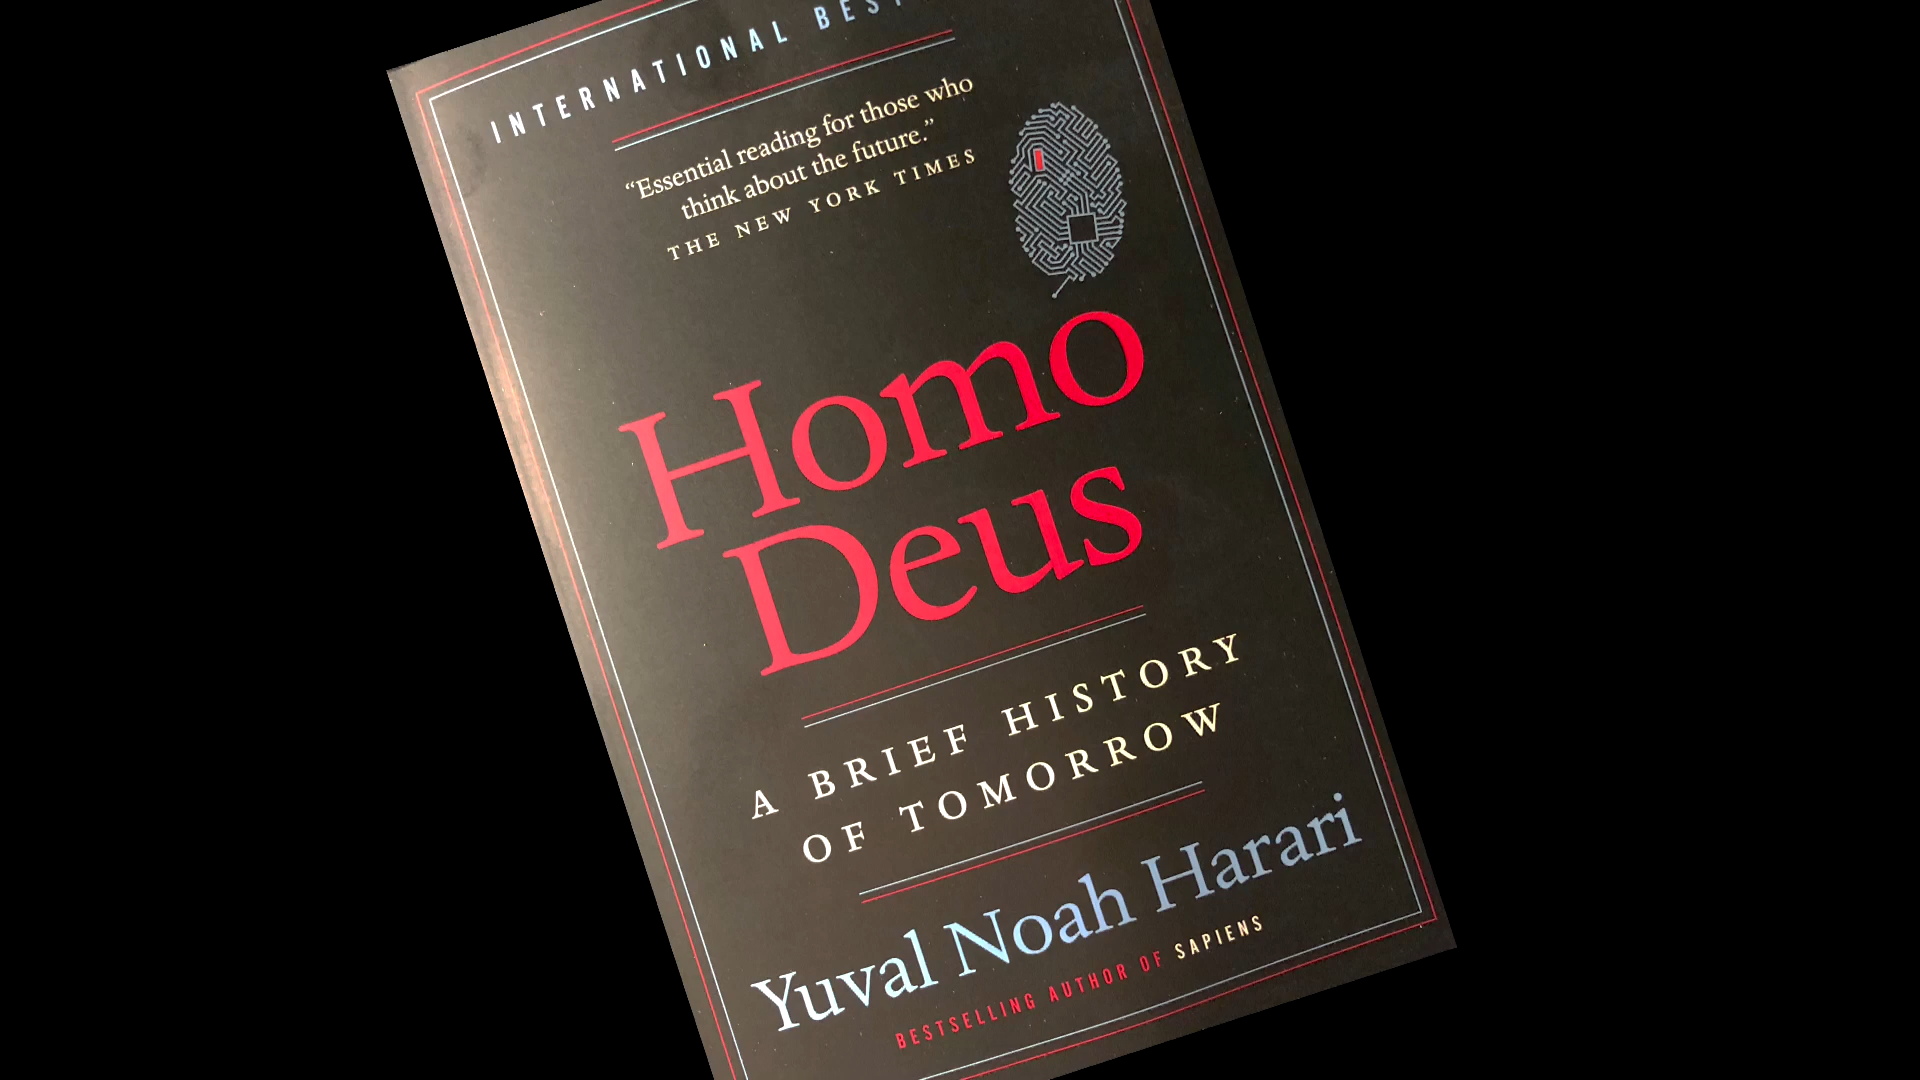 INTERNATIONAL
“Essential reading for those who
think about the future.”
THE NEW YORK TIMES
Homo
Deus
A BRIEF HISTORY
OF TOMORROW
Yuval Noah Harari
BESTSELLING AUTHOR OF SAPIENS